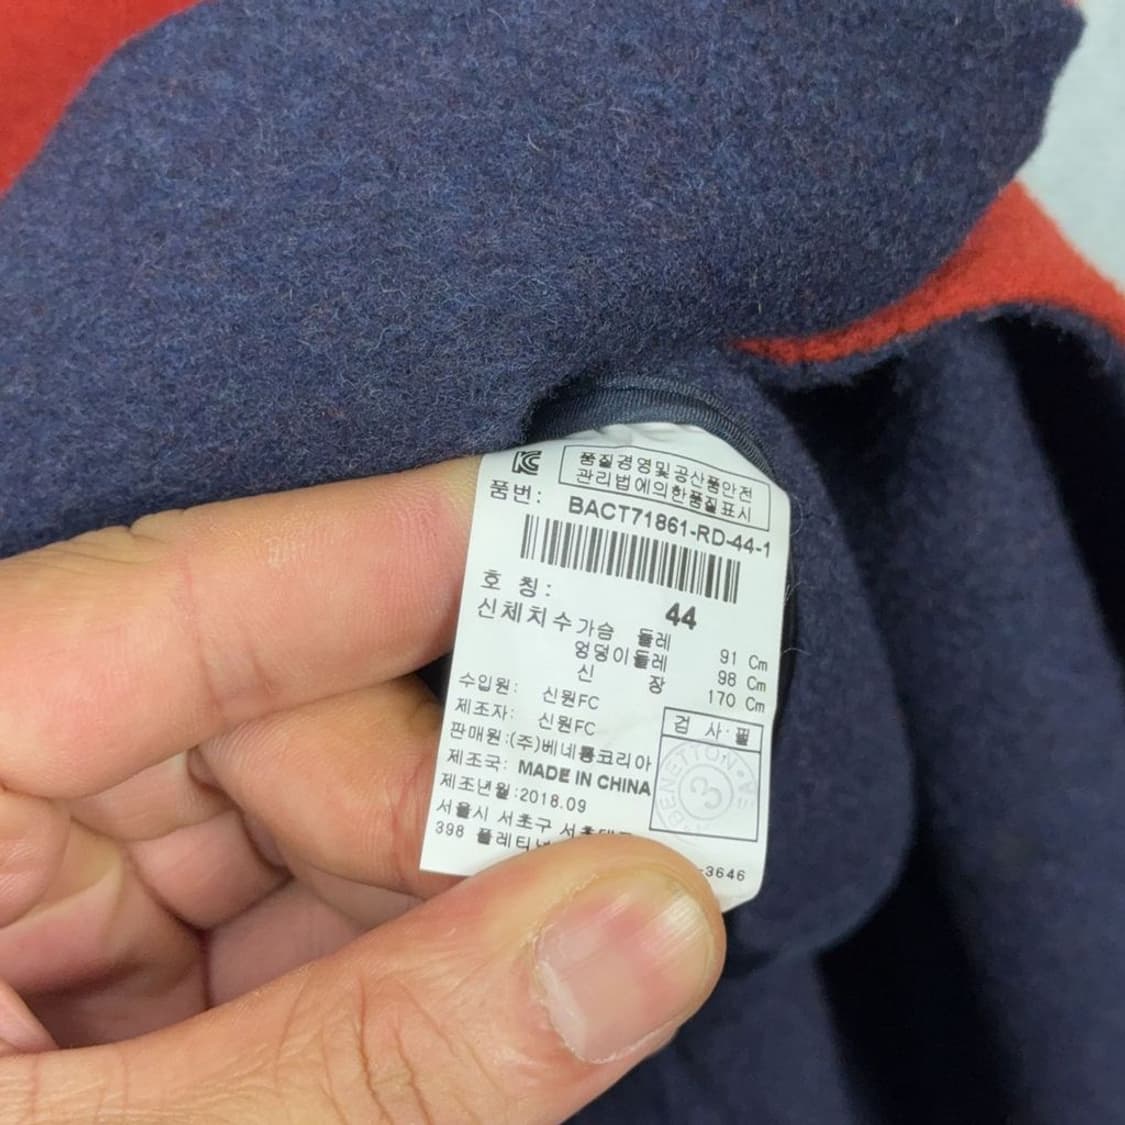 품질경영및공산품안전
관리법에의한품질표시
품번: BACT71861-RD-44-1
호 칭: 44
신체치수 가슴 둘레 91 Cm
엉덩이둘레 98 Cm
신 장 170 Cm
수입원: 신원FC
제조자: 신원FC
판매원:(주)베네통코리아
제조국: MADE IN CHINA
제조년월:2018.09
서울시 서초구
398 플레티
-3646
검 사·필
BENETTON
3